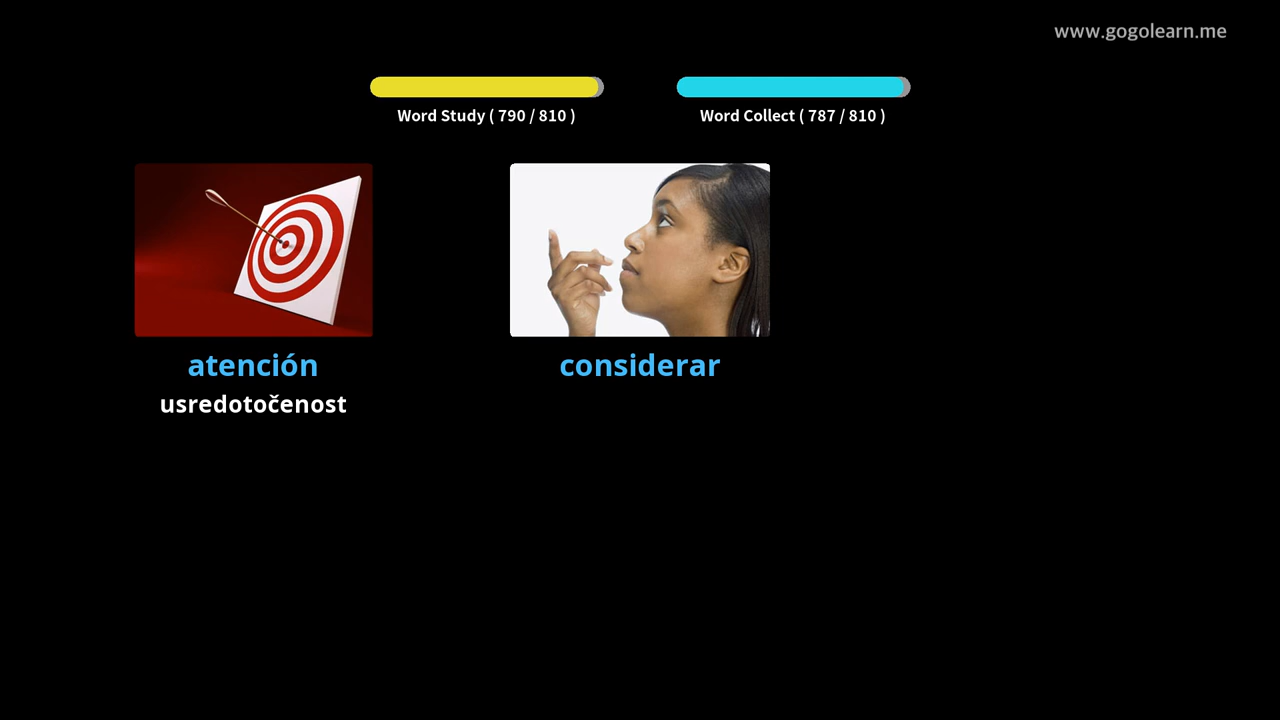 www.gogolearn.me
Word Study ( 790 / 810 )
Word Collect ( 787 / 810 )
atención
usredotočenost
considerar